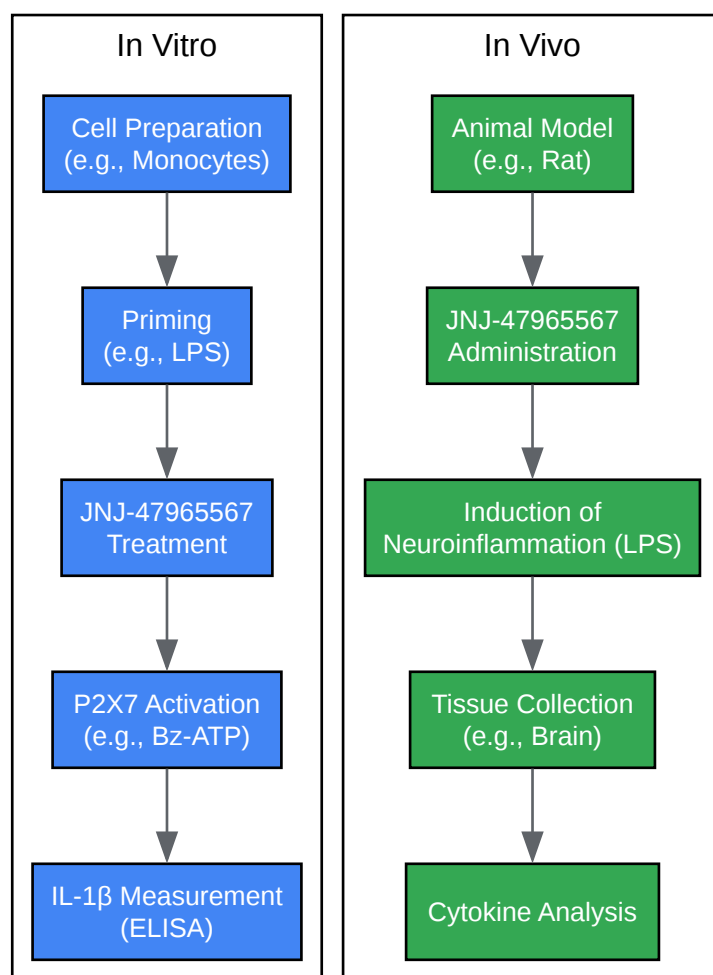 In Vitro
Cell Preparation
(e.g., Monocytes)
Priming
(e.g., LPS)
JNJ-47965567
Treatment
P2X7 Activation
(e.g., Bz-ATP)
IL-1β Measurement
(ELISA)
In Vivo
Animal Model
(e.g., Rat)
JNJ-47965567
Administration
Induction of
Neuroinflammation (LPS)
Tissue Collection
(e.g., Brain)
Cytokine Analysis